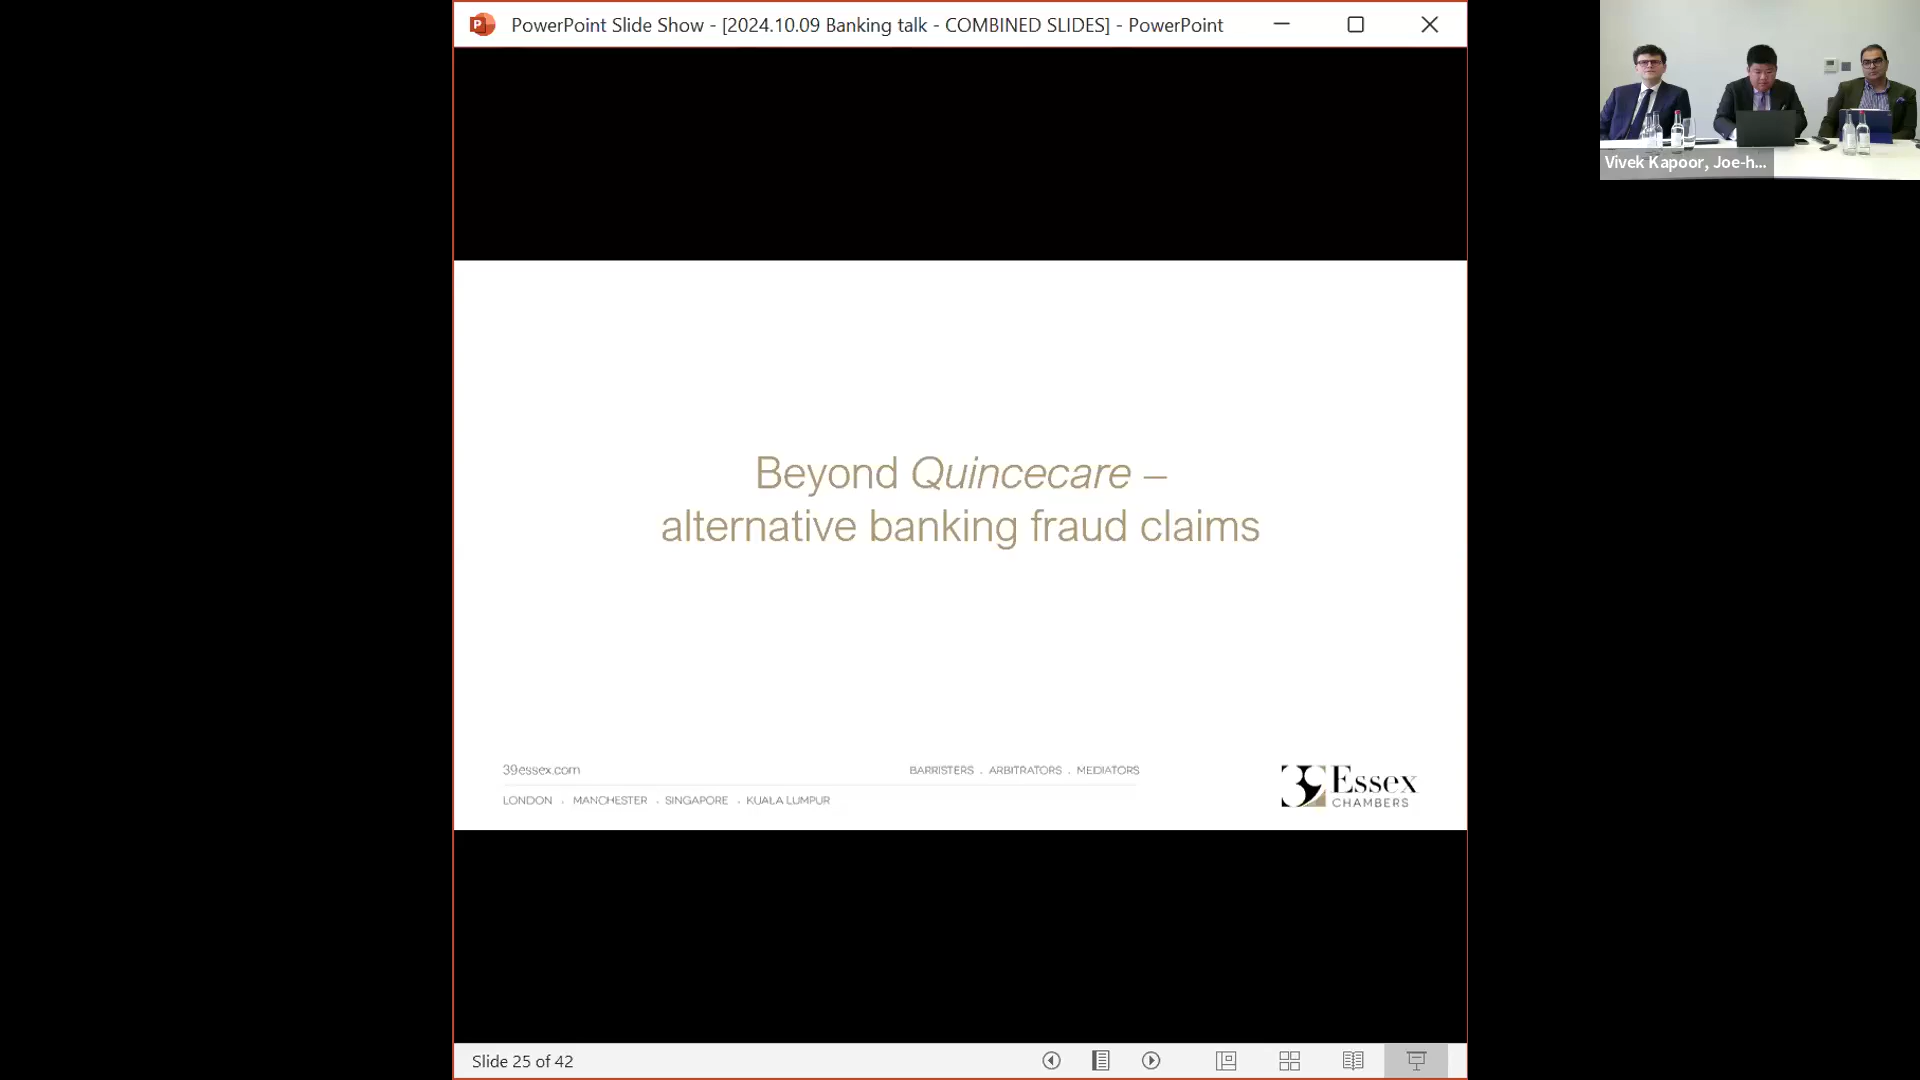 PowerPoint Slide Show - [2024.10.09 Banking talk - COMBINED SLIDES] - PowerPoint
Vivek Kapoor, Joe-h...
Beyond Quincecare –
alternative banking fraud claims
39essex.com
BARRISTERS . ARBITRATORS . MEDIATORS
LONDON . MANCHESTER . SINGAPORE . KUALA LUMPUR
39 Essex
CHAMBERS
Slide 25 of 42